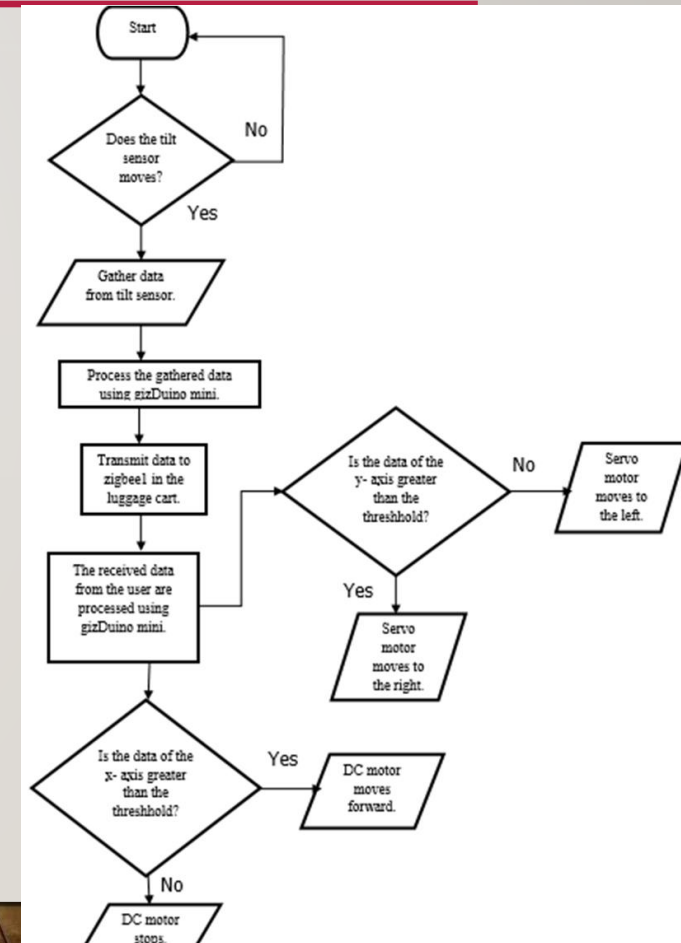 Start
Does the tilt
sensor
moves?
No
Yes
Gather data
from tilt sensor.
Process the gathered data
using gizDuino mini.
Transmit data to
zigbee1 in the
luggage cart.
The received data
from the user are
processed using
gizDuino mini.
Is the data of the
y- axis greater
than the
threshhold?
No
Servo
motor
moves to
the left.
Yes
Servo
motor
moves to
the right.
Is the data of the
x- axis greater
than the
threshhold?
Yes
DC motor
moves
forward.
No
DC motor
stops.